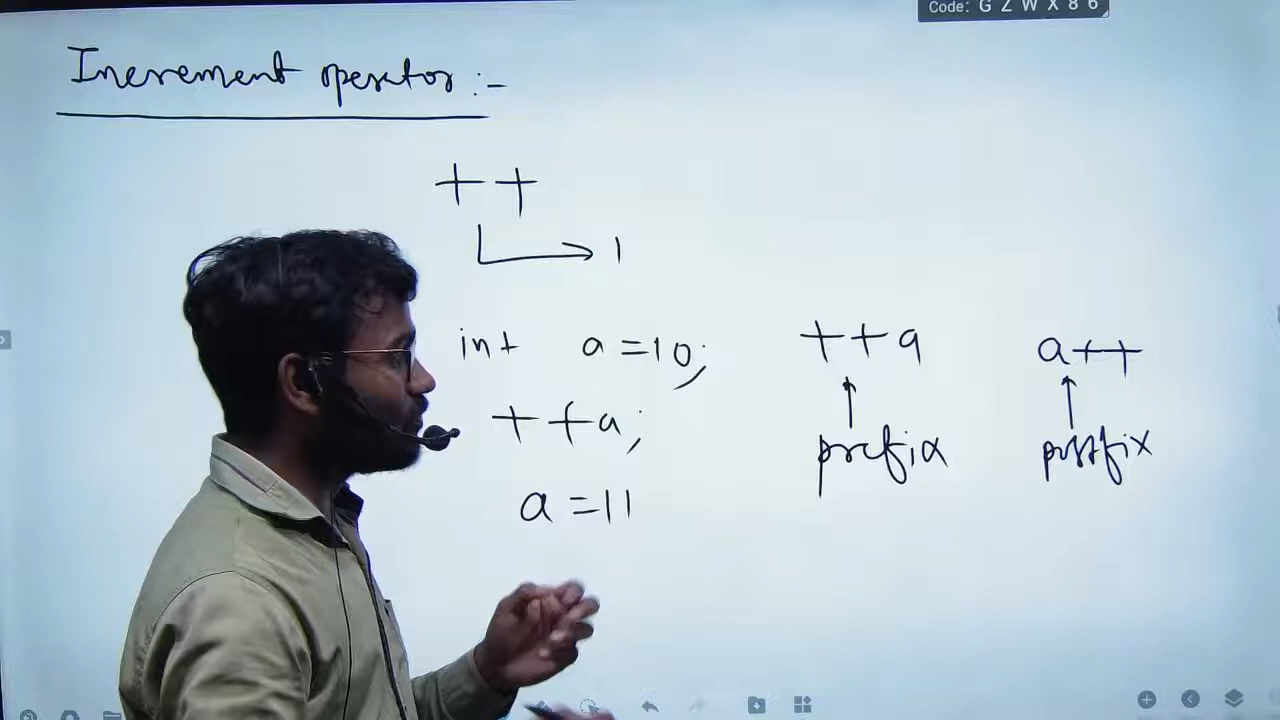 Code: G Z W X 8 6
Increment operator :-
++
1
int a = 10;
++a;
a = 11
++a
prefix
a++
postfix